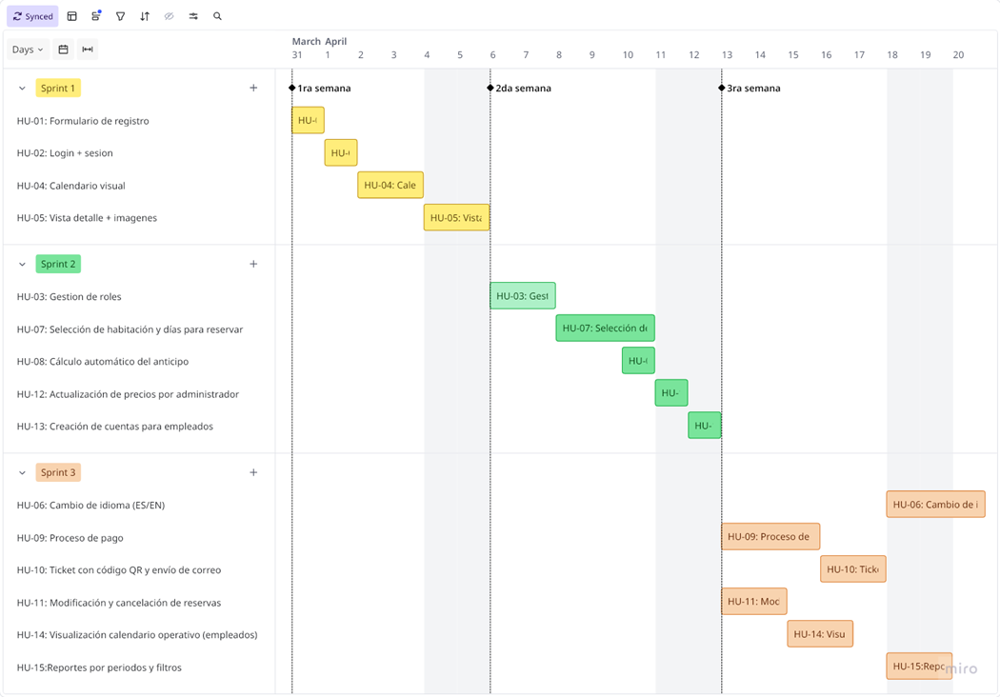 Synced
Days
March April
31 1 2 3 4 5 6 7 8 9 10 11 12 13 14 15 16 17 18 19 20
Sprint 1
1ra semana
2da semana
3ra semana
HU-01: Formulario de registro
HU-
HU-02: Login + sesion
HU-
HU-04: Calendario visual
HU-04: Cale
HU-05: Vista detalle + imagenes
HU-05: Vista
Sprint 2
HU-03: Gestion de roles
HU-03: Gest
HU-07: Selección de habitación y días para reservar
HU-07: Selección de
HU-08: Cálculo automático del anticipo
HU-
HU-12: Actualización de precios por administrador
HU-
HU-13: Creación de cuentas para empleados
HU-
Sprint 3
HU-06: Cambio de idioma (ES/EN)
HU-06: Cambio de i
HU-09: Proceso de pago
HU-09: Proceso de
HU-10: Ticket con código QR y envío de correo
HU-10: Ticke
HU-11: Modificación y cancelación de reservas
HU-11: Mod
HU-14: Visualización calendario operativo (empleados)
HU-14: Visu
HU-15:Reportes por periodos y filtros
HU-15:Repo
miro